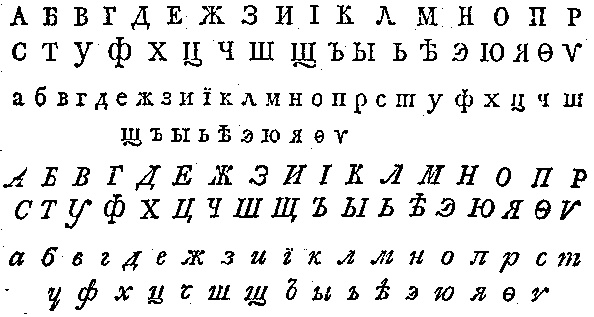 А Б В Г Д Е Ж З И І К Л М Н О П Р
С Т У Ф Х Ц Ч Ш Щ Ъ Ы Ь Ѣ Э Ю Я Ѳ Ѵ
а б в г д е ж з и ї к л м н о п р с т у ф х ц ч ш
щ ъ ы ь ѣ э ю я ѳ ѵ
А Б В Г Д Е Ж З И І К Л М Н О П Р
С Т У Ф Х Ц Ч Ш Щ Ъ Ы Ь Ѣ Э Ю Я Ѳ Ѵ
а б в г д е ж з и ї к л м н о п р с т
у ф х ц ч ш щ ъ ы ь ѣ э ю я ѳ ѵ